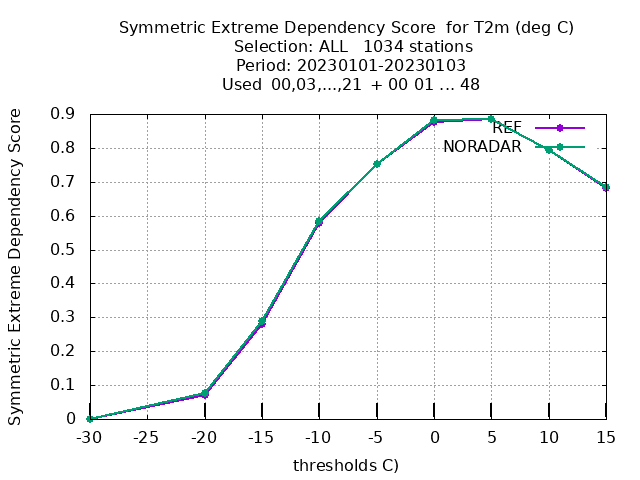 Symmetric Extreme Dependency Score  for T2m (deg C)
Selection: ALL   1034 stations
Period: 20230101-20230103
Used  00,03,...,21  + 00 01 ... 48
Symmetric Extreme Dependency Score
0.9
0.8
0.7
0.6
0.5
0.4
0.3
0.2
0.1
0
REF
NORADAR
-30 -25 -20 -15 -10 -5 0 5 10 15
thresholds C)